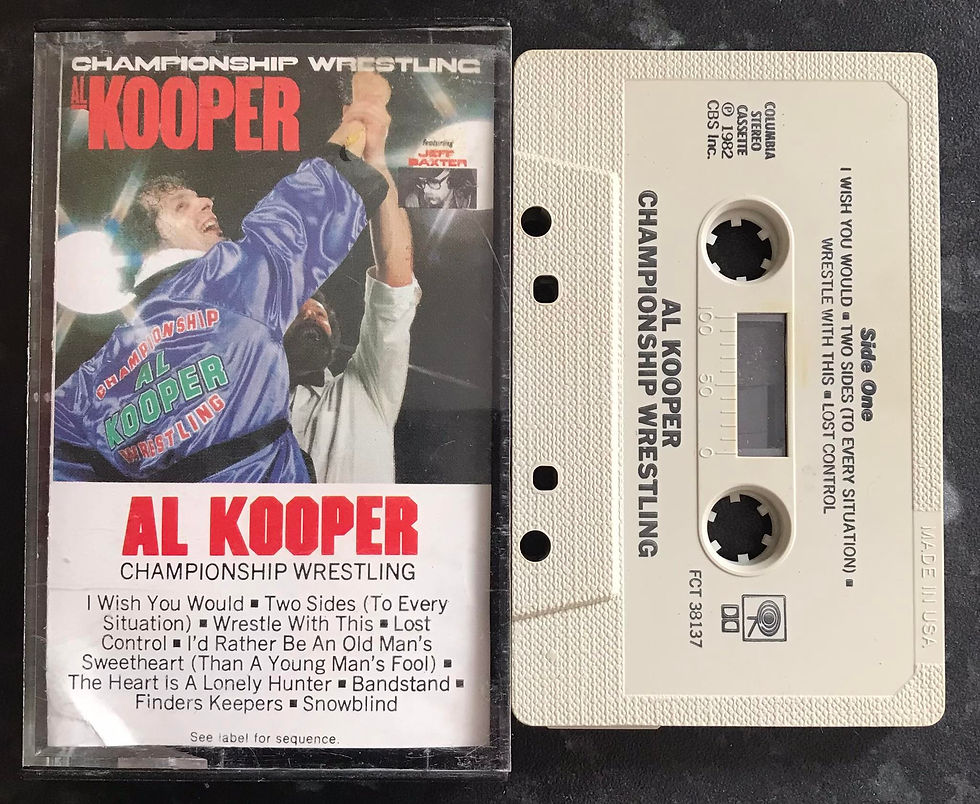 CHAMPIONSHIP WRESTLING
AL
KOOPER
featuring
JEFF
BAXTER
CHAMPIONSHIP
AL
KOOPER
WRESTLING
AL KOOPER
CHAMPIONSHIP WRESTLING
I Wish You Would ▪ Two Sides (To Every
Situation) ▪ Wrestle With This ▪ Lost
Control ▪ I'd Rather Be An Old Man's
Sweetheart (Than A Young Man's Fool) ▪
The Heart is A Lonely Hunter ▪ Bandstand ▪
Finders Keepers ▪ Snowblind
See label for sequence.
COLUMBIA
STEREO
CASSETTE
℗ 1982
CBS Inc.
Side One
I WISH YOU WOULD ▪ TWO SIDES (TO EVERY SITUATION) ▪
WRESTLE WITH THIS ▪ LOST CONTROL
100 50 0
AL KOOPER
CHAMPIONSHIP WRESTLING
FCT 38137
MADE IN USA